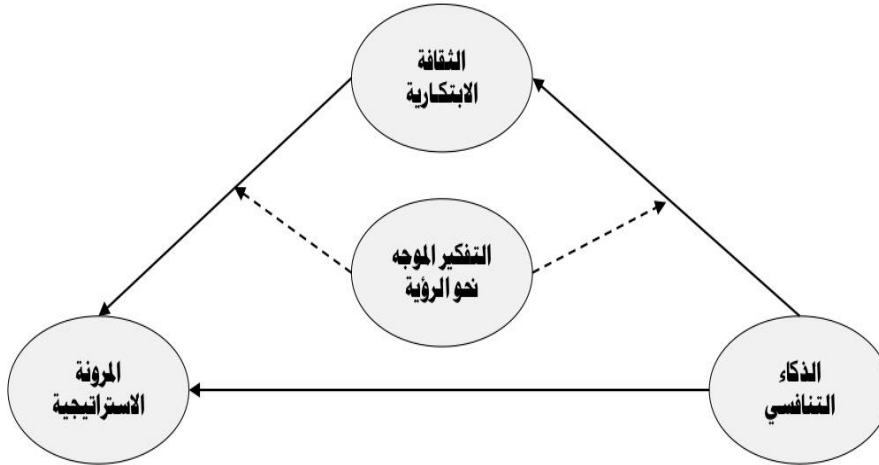 الثقافة
الابتكارية
التفكير الموجه
نحو الرؤية
الذكاء
التنافسي
المرونة
الاستراتيجية